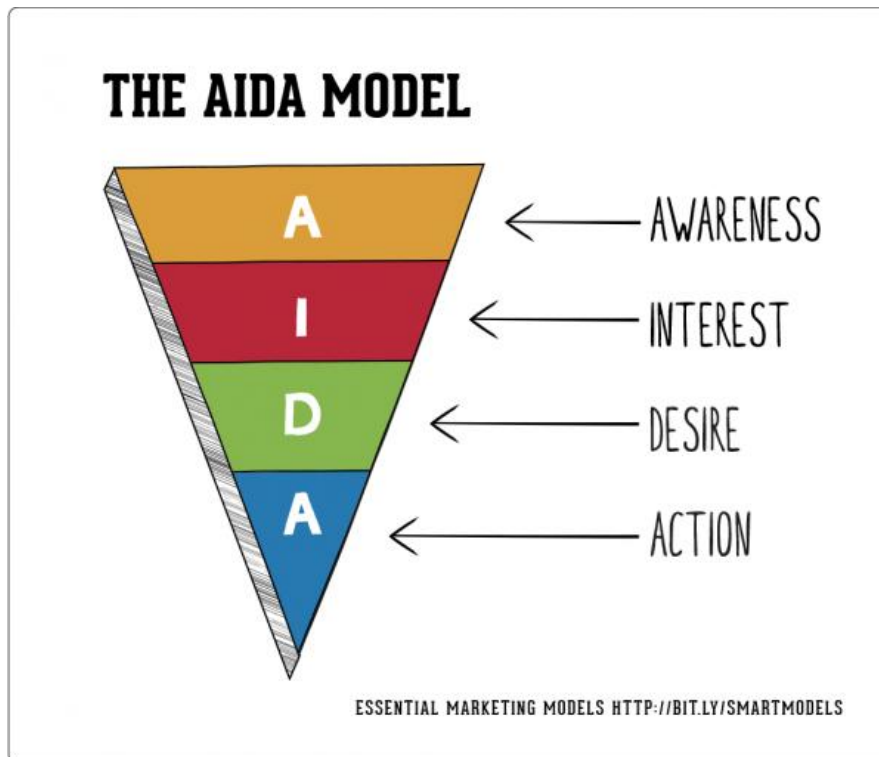 THE AIDA MODEL
A
AWARENESS
I
INTEREST
D
DESIRE
A
ACTION
ESSENTIAL MARKETING MODELS HTTP://BIT.LY/SMARTMODELS